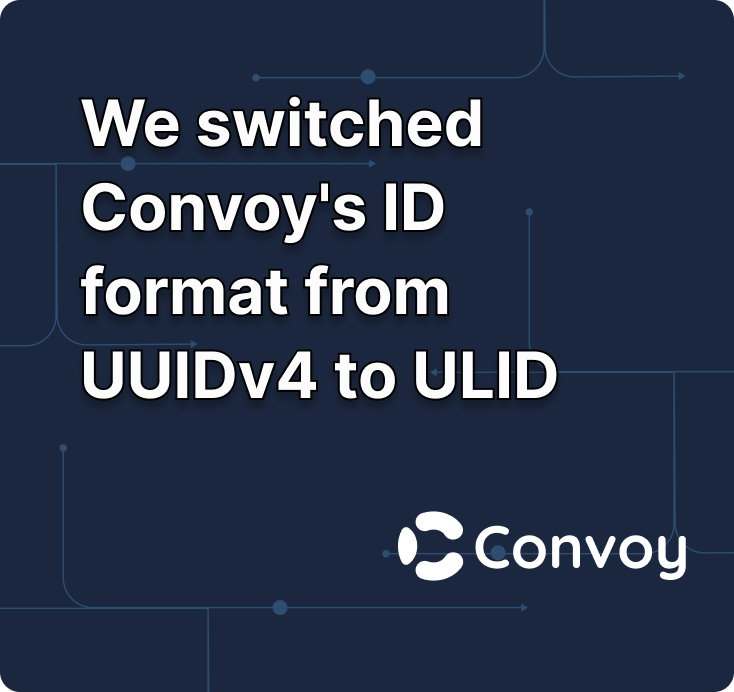 We switched
Convoy's ID
format from
UUIDv4 to ULID
Convoy